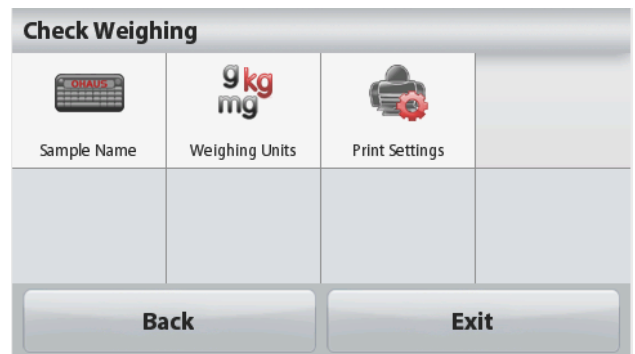 Check Weighing
OHAUS
g kg
mg
Sample Name
Weighing Units
Print Settings
Back
Exit